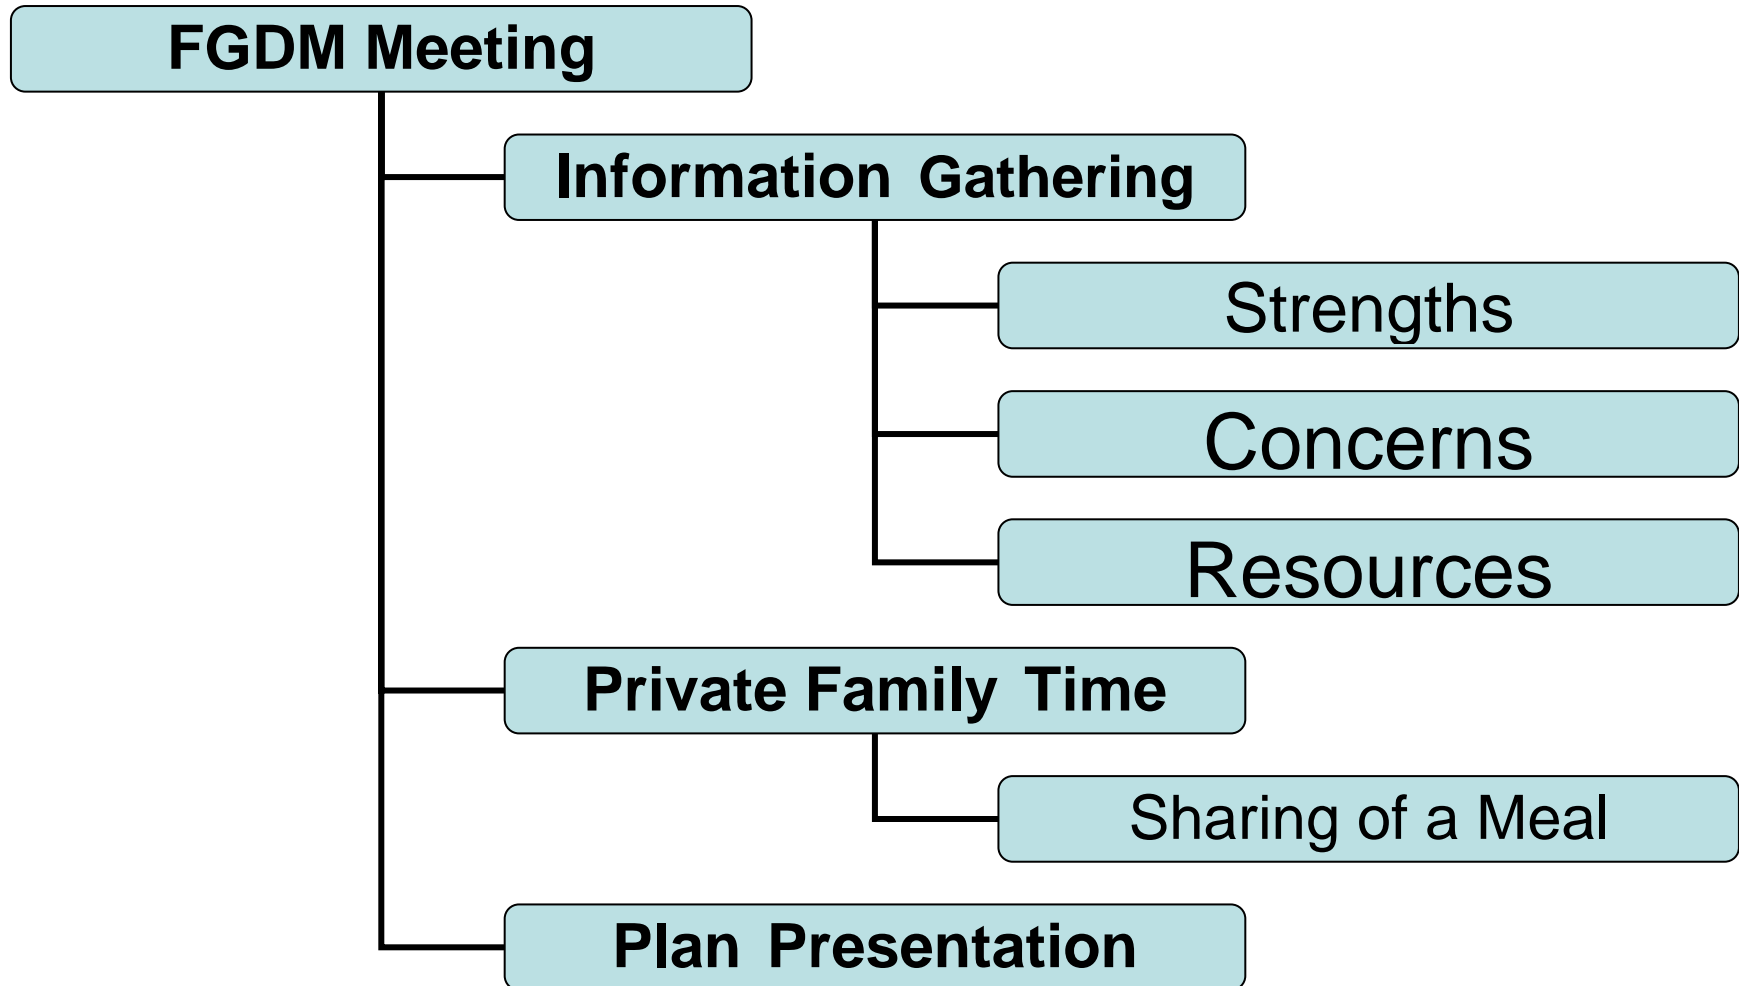 FGDM Meeting
Information Gathering
Strengths
Concerns
Resources
Private Family Time
Sharing of a Meal
Plan Presentation